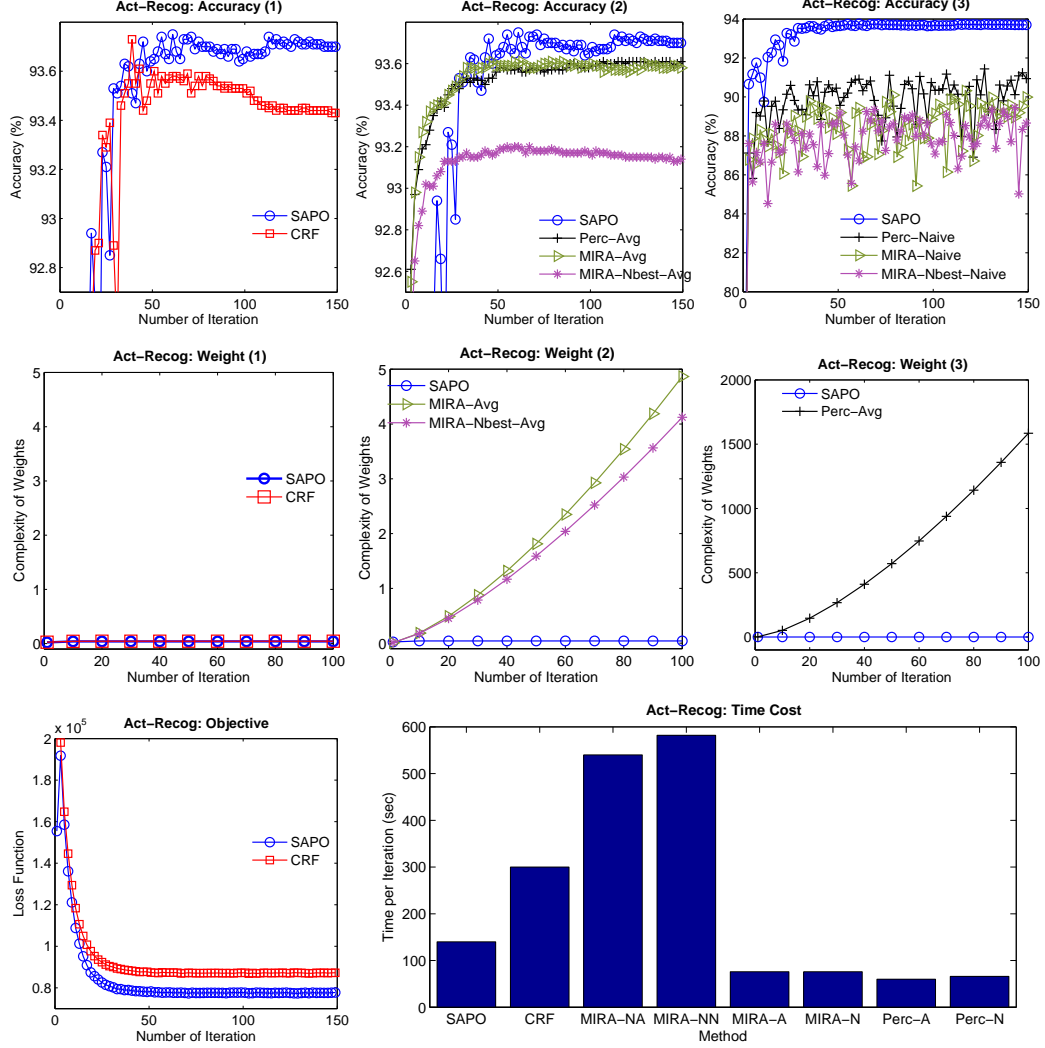 Act-Recog: Accuracy (1)
93.6
93.4
93.2
93
92.8
Accuracy (%)
SAPO
CRF
0
50
100
150
Number of Iteration
Act-Recog: Accuracy (2)
93.6
93.4
93.2
93
92.8
92.6
Accuracy (%)
SAPO
Perc-Avg
MIRA-Avg
MIRA-Nbest-Avg
0
50
100
150
Number of Iteration
Act-Recog: Accuracy (3)
94
92
90
88
86
84
82
80
Accuracy (%)
SAPO
Perc-Naive
MIRA-Naive
MIRA-Nbest-Naive
0
50
100
150
Number of Iteration
Act-Recog: Weight (1)
5
4
3
2
1
0
Complexity of Weights
SAPO
CRF
0
20
40
60
80
100
Number of Iteration
Act-Recog: Weight (2)
5
4
3
2
1
0
Complexity of Weights
SAPO
MIRA-Avg
MIRA-Nbest-Avg
0
20
40
60
80
100
Number of Iteration
Act-Recog: Weight (3)
2000
1500
1000
500
0
Complexity of Weights
SAPO
Perc-Avg
0
20
40
60
80
100
Number of Iteration
Act-Recog: Objective
x 10^5
2
1.8
1.6
1.4
1.2
1
0.8
Loss Function
SAPO
CRF
0
50
100
150
Number of Iteration
Act-Recog: Time Cost
600
500
400
300
200
100
0
Time per Iteration (sec)
SAPO
CRF
MIRA-NA
MIRA-NN
MIRA-A
MIRA-N
Perc-A
Perc-N
Method